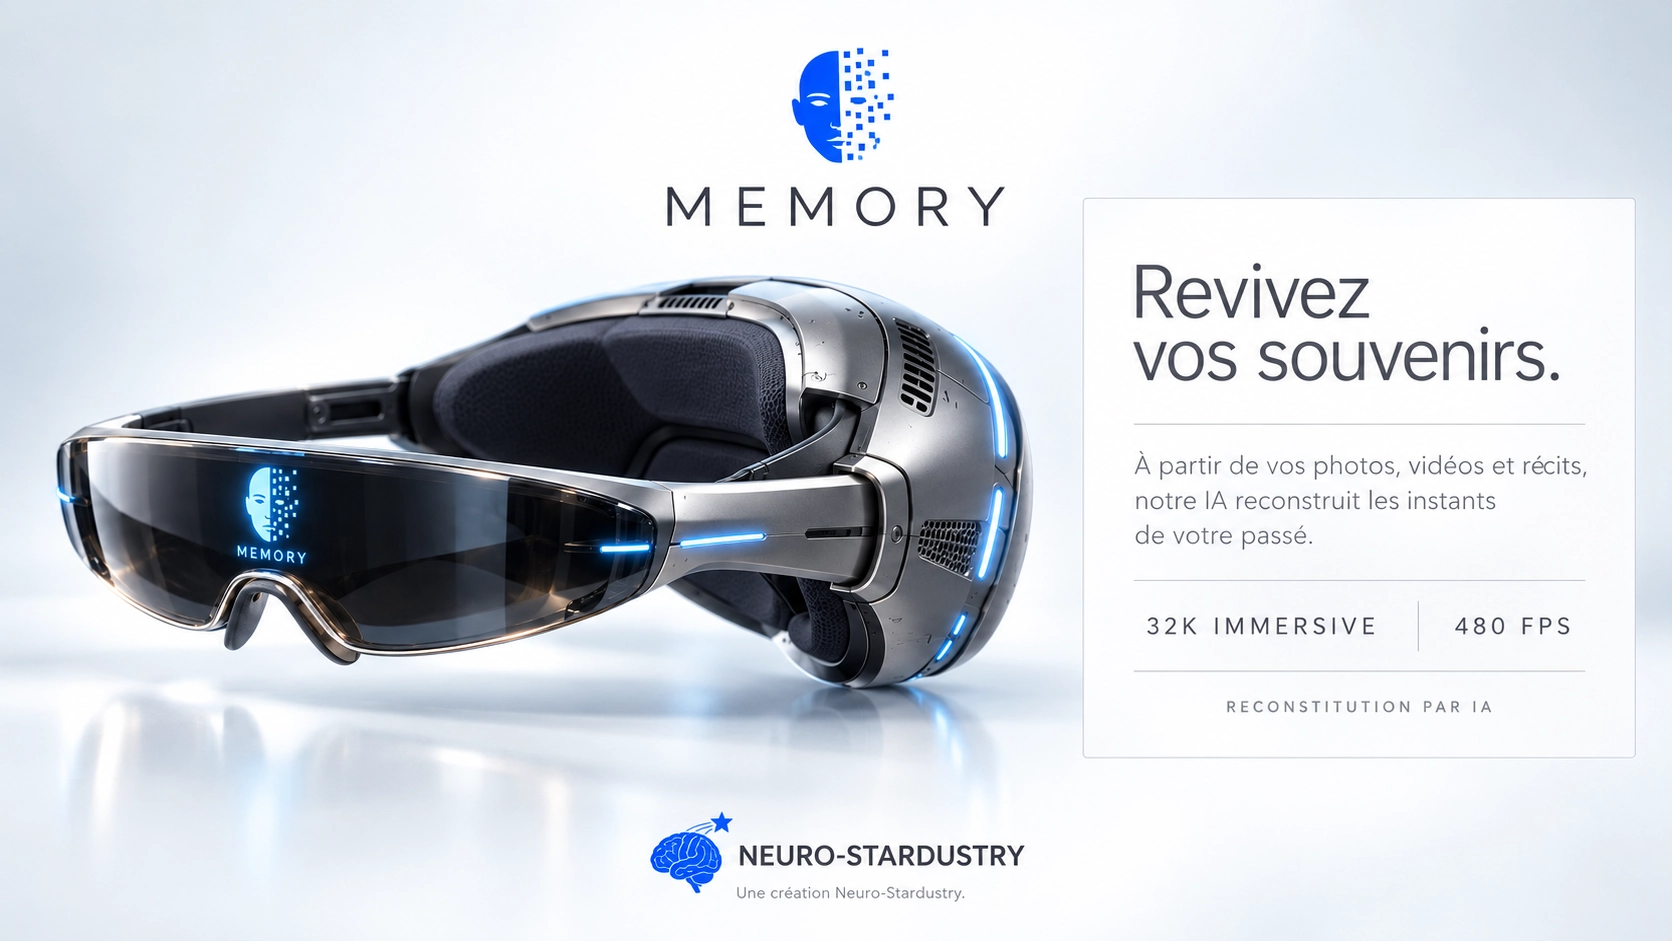 MEMORY
MEMORY
Revivez
vos souvenirs.
À partir de vos photos, vidéos et récits,
notre IA reconstruit les instants
de votre passé.
32K IMMERSIVE
480 FPS
RECONSTITUTION PAR IA
NEURO-STARDUSTRY
Une création Neuro-Stardustry.